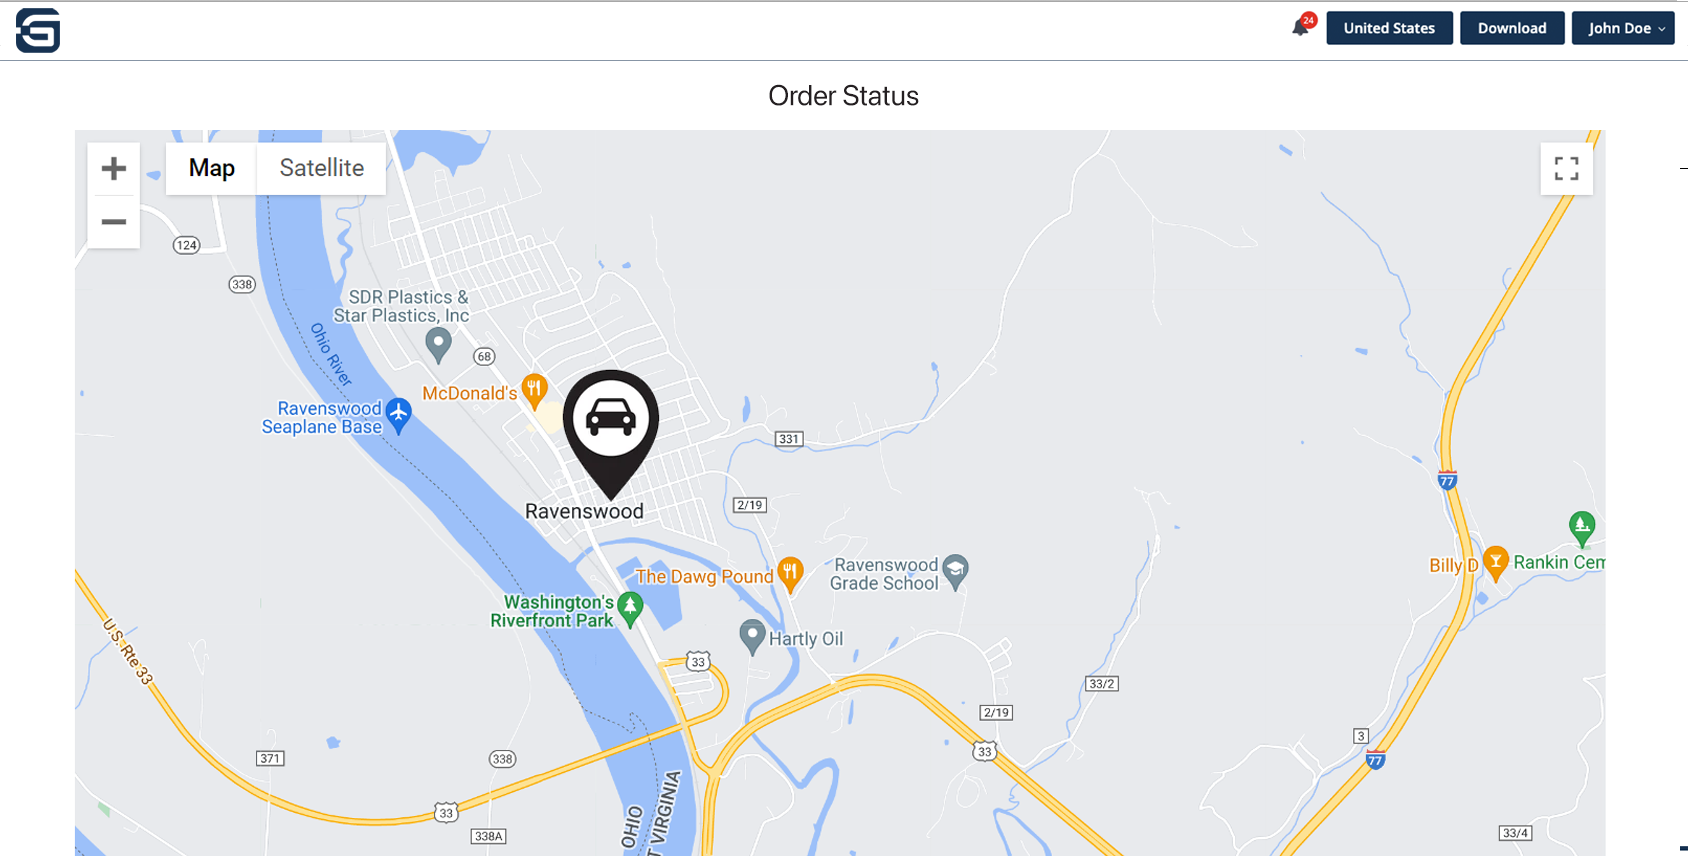 24
United States
Download
John Doe
Order Status
Map
Satellite
124
338
SDR Plastics &
Star Plastics, Inc
Ohio River
68
McDonald's
Ravenswood
Seaplane Base
331
77
2/19
Ravenswood
The Dawg Pound
Ravenswood
Grade School
Billy D
Rankin Cem
Washington's
Riverfront Park
Hartly Oil
U.S. Rte 33
33
33/2
2/19
3
33
77
371
338
33
338A
OHIO
T VIRGINIA
33/4